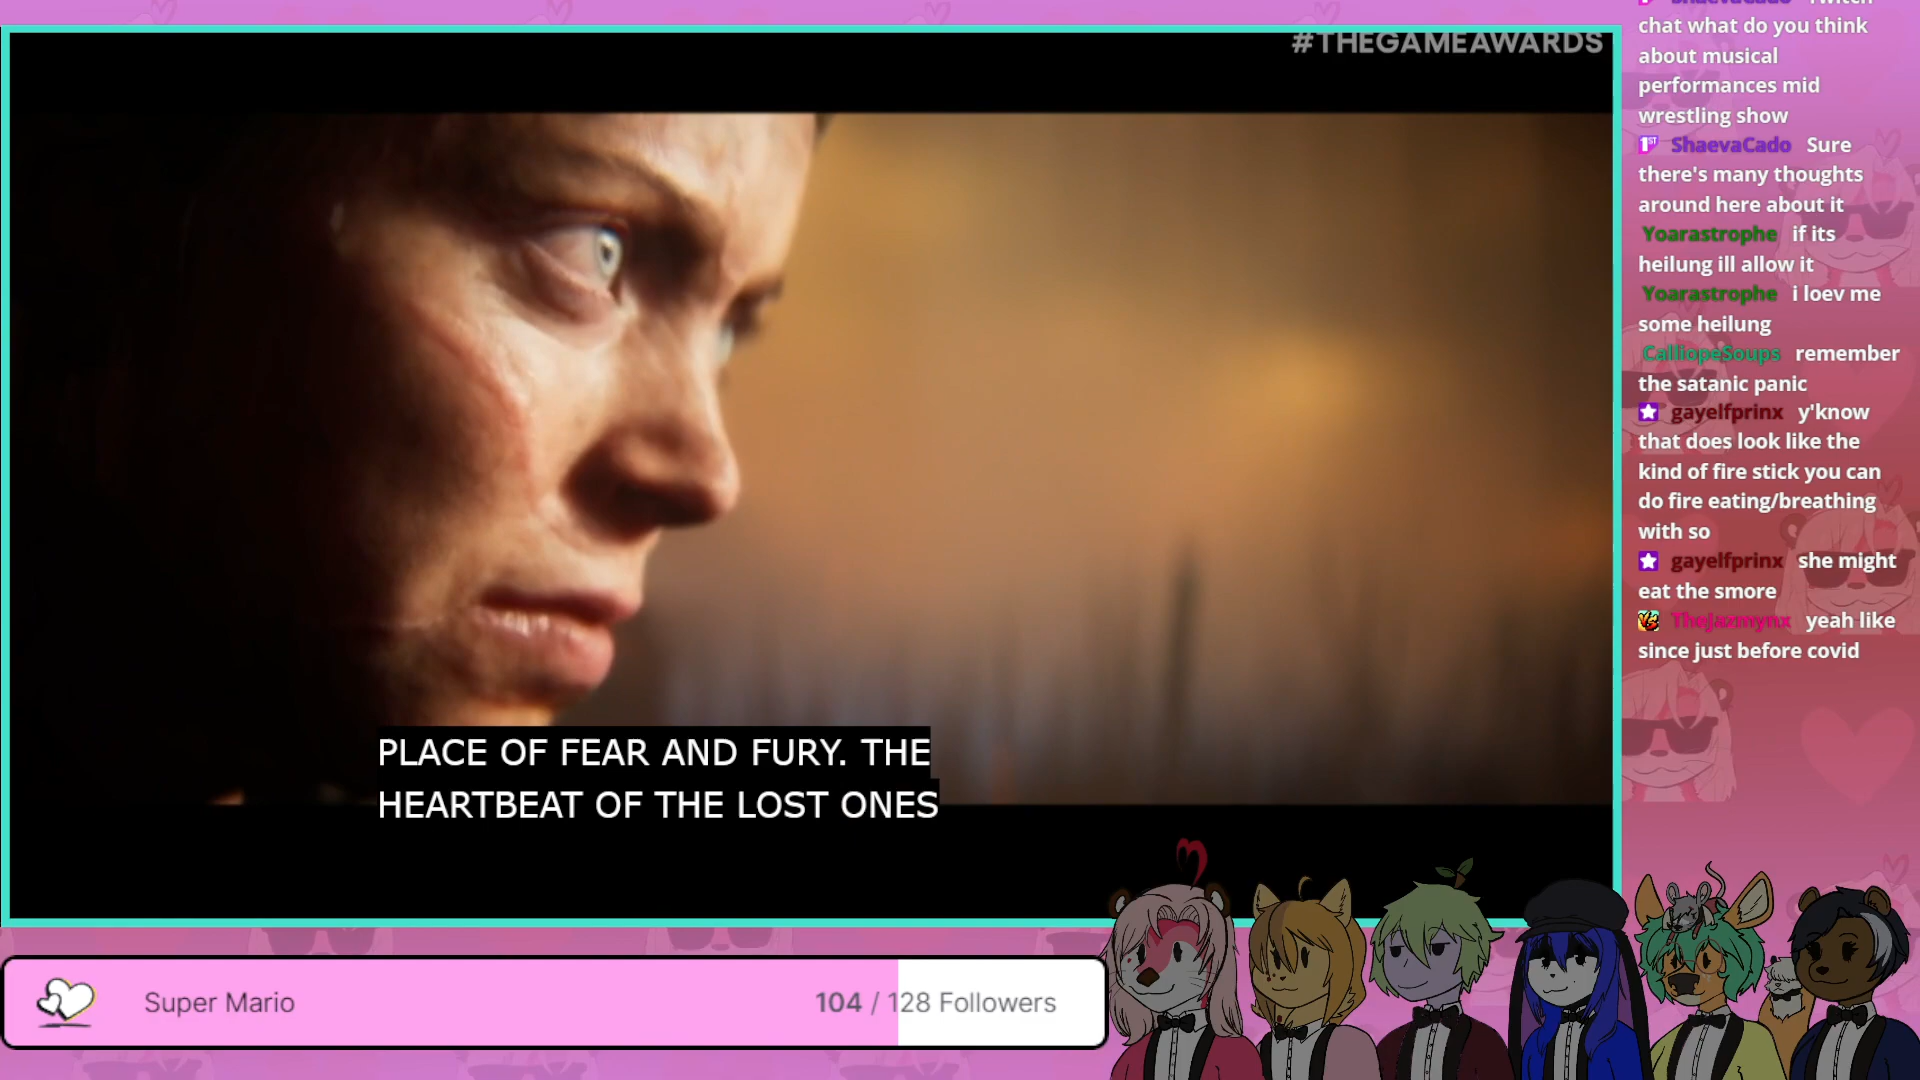 #THEGAMEAWARDS
PLACE OF FEAR AND FURY. THE
HEARTBEAT OF THE LOST ONES
Super Mario
104 / 128 Followers
ShaevaCado Twitch
chat what do you think
about musical
performances mid
wrestling show
1ST ShaevaCado Sure
there's many thoughts
around here about it
Yoarastrophe if its
heilung ill allow it
Yoarastrophe i loev me
some heilung
CalliopeSoups remember
the satanic panic
gayelfprinx y'know
that does look like the
kind of fire stick you can
do fire eating/breathing
with so
gayelfprinx she might
eat the smore
TheJazmynx yeah like
since just before covid